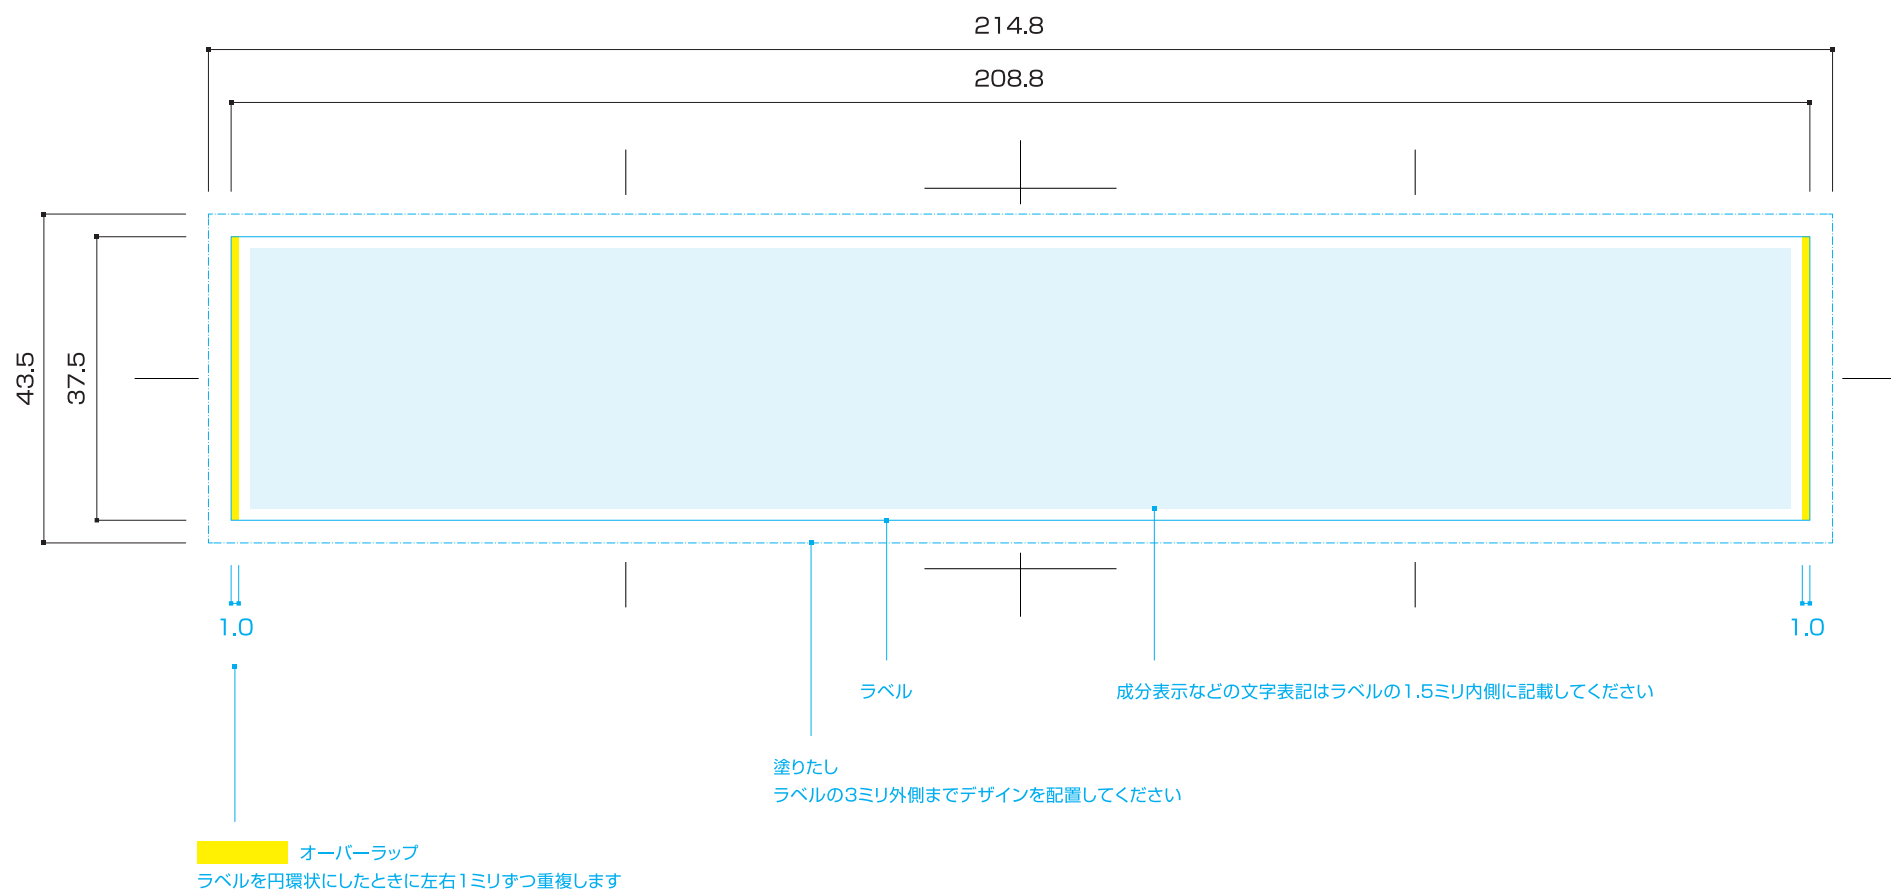 214.8
208.8
43.5
37.5
1.0
1.0
ラベル
成分表示などの文字表記はラベルの1.5ミリ内側に記載してください
塗りたし
ラベルの3ミリ外側までデザインを配置してください
オーバーラップ
ラベルを円環状にしたときに左右1ミリずつ重複します